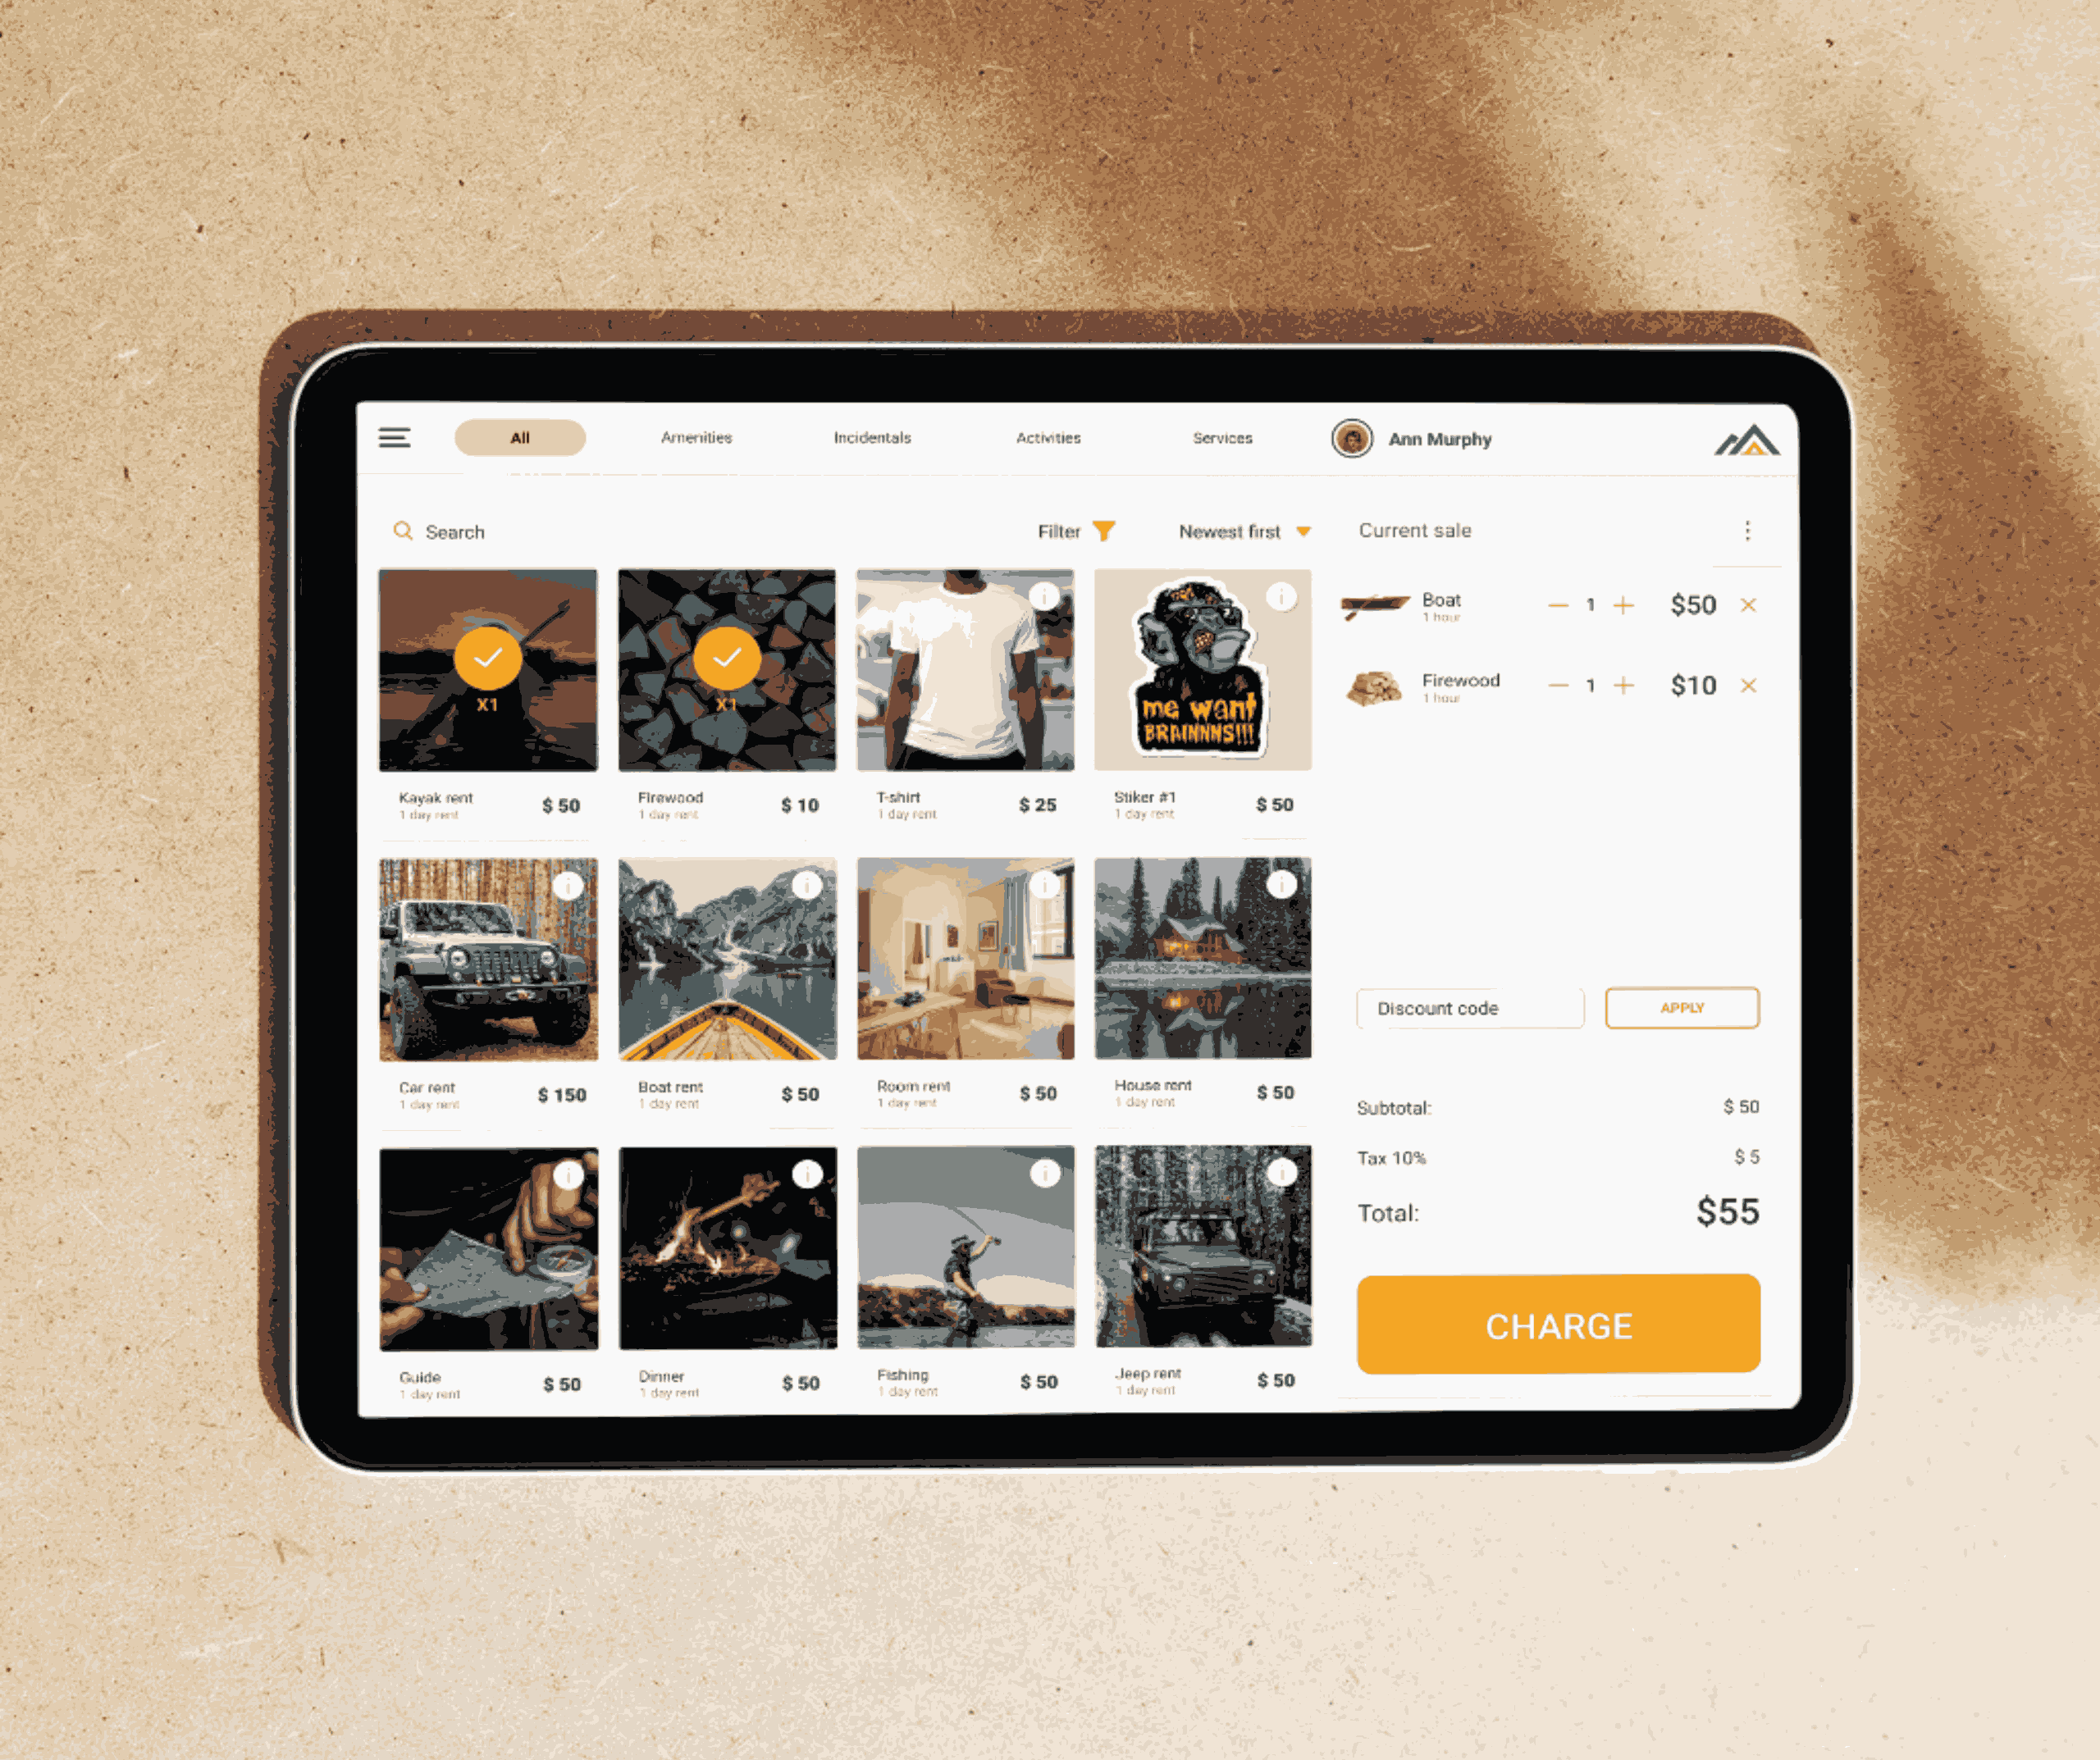 All
Amenities
Incidentals
Activities
Services
Ann Murphy
Search
Filter
Newest first
Current sale
X1
X1
me want
BRAINNNS!!!
Kayak rent
1 day rent
$ 50
Firewood
1 day rent
$ 10
T-shirt
1 day rent
$ 25
Stiker #1
1 day rent
$ 50
Car rent
1 day rent
$ 150
Boat rent
1 day rent
$ 50
Room rent
1 day rent
$ 50
House rent
1 day rent
$ 50
Guide
1 day rent
$ 50
Dinner
1 day rent
$ 50
Fishing
1 day rent
$ 50
Jeep rent
1 day rent
$ 50
Boat
1 hour
1
$50
Firewood
1 hour
1
$10
Discount code
APPLY
Subtotal:
$ 50
Tax 10%
$ 5
Total:
$55
CHARGE